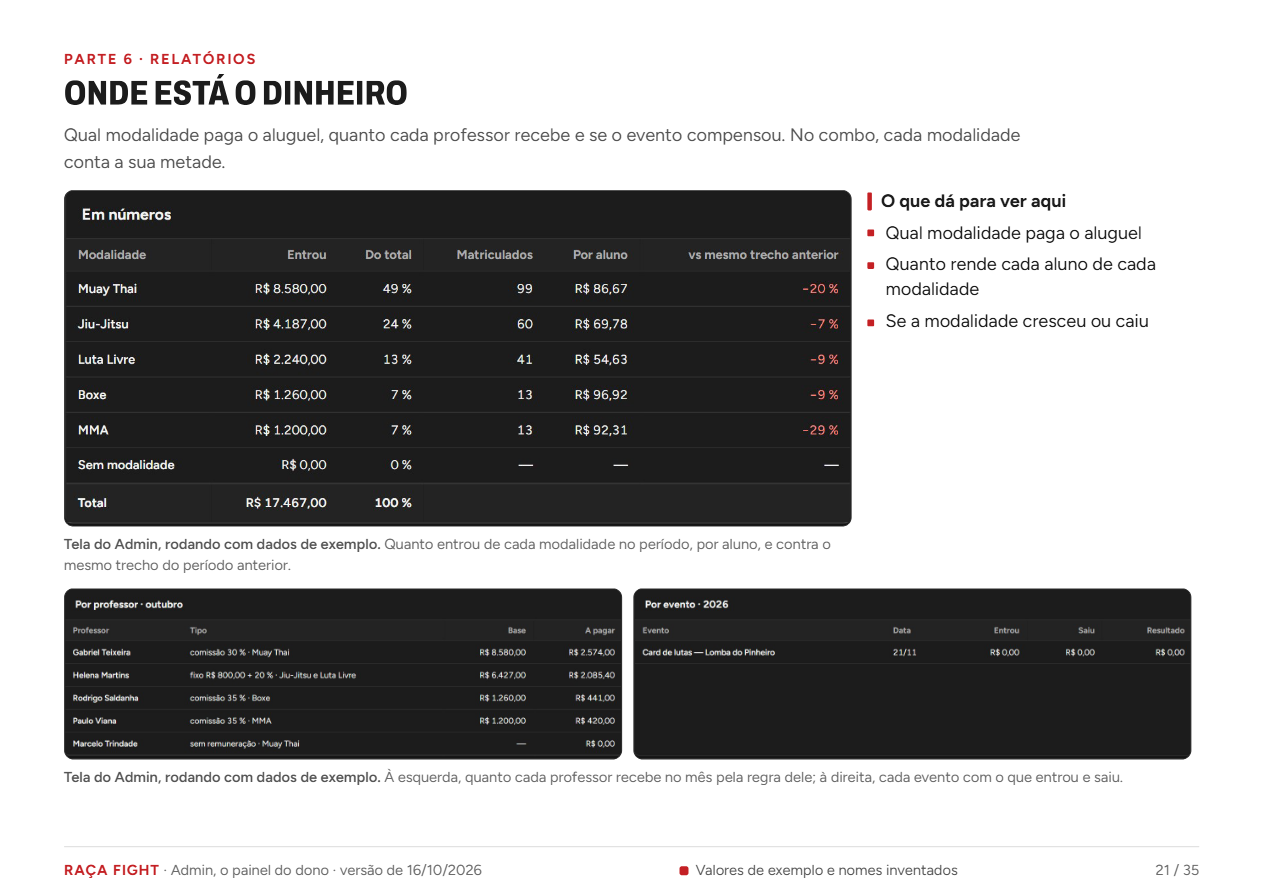 PARTE 6 · RELATÓRIOS
ONDE ESTÁ O DINHEIRO
Qual modalidade paga o aluguel, quanto cada professor recebe e se o evento compensou. No combo, cada modalidade
conta a sua metade.
Em números
Modalidade Entrou Do total Matriculados Por aluno vs mesmo trecho anterior
Muay Thai R$ 8.580,00 49 % 99 R$ 86,67 −20 %
Jiu-Jitsu R$ 4.187,00 24 % 60 R$ 69,78 −7 %
Luta Livre R$ 2.240,00 13 % 41 R$ 54,63 −9 %
Boxe R$ 1.260,00 7 % 13 R$ 96,92 −9 %
MMA R$ 1.200,00 7 % 13 R$ 92,31 −29 %
Sem modalidade R$ 0,00 0 % — — —
Total R$ 17.467,00 100 %
O que dá para ver aqui
Qual modalidade paga o aluguel
Quanto rende cada aluno de cada
modalidade
Se a modalidade cresceu ou caiu
Tela do Admin, rodando com dados de exemplo. Quanto entrou de cada modalidade no período, por aluno, e contra o
mesmo trecho do período anterior.
Por professor · outubro
Professor Tipo Base A pagar
Gabriel Teixeira comissão 30 % · Muay Thai R$ 8.580,00 R$ 2.574,00
Helena Martins fixo R$ 800,00 + 20 % · Jiu-Jitsu e Luta Livre R$ 6.427,00 R$ 2.085,40
Rodrigo Saldanha comissão 35 % · Boxe R$ 1.260,00 R$ 441,00
Paulo Viana comissão 35 % · MMA R$ 1.200,00 R$ 420,00
Marcelo Trindade sem remuneração · Muay Thai — R$ 0,00
Por evento · 2026
Evento Data Entrou Saiu Resultado
Card de lutas — Lomba do Pinheiro 21/11 R$ 0,00 R$ 0,00 R$ 0,00
Tela do Admin, rodando com dados de exemplo. À esquerda, quanto cada professor recebe no mês pela regra dele; à direita, cada evento com o que entrou e saiu.
RAÇA FIGHT · Admin, o painel do dono · versão de 16/10/2026
Valores de exemplo e nomes inventados
21 / 35